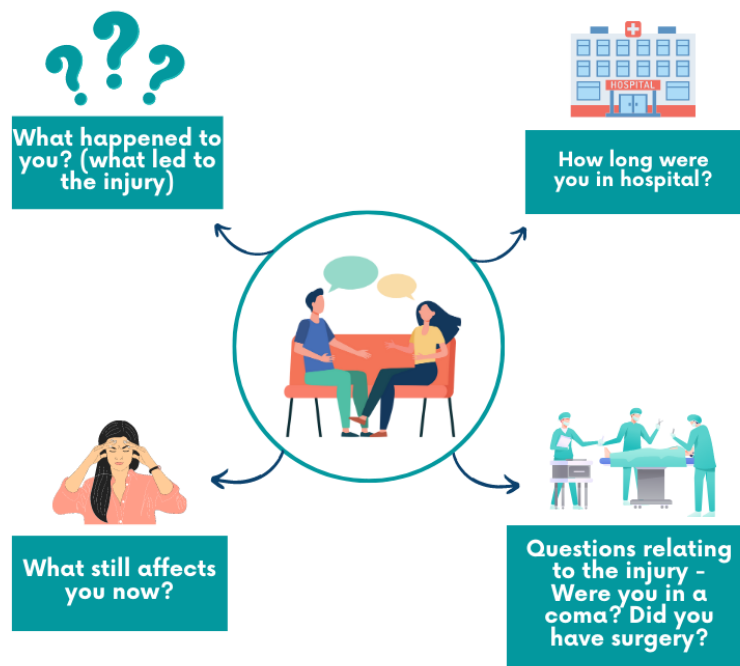 What happened to
you? (what led to
the injury)
HOSPITAL
How long were
you in hospital?
What still affects
you now?
Questions relating
to the injury -
Were you in a
coma? Did you
have surgery?